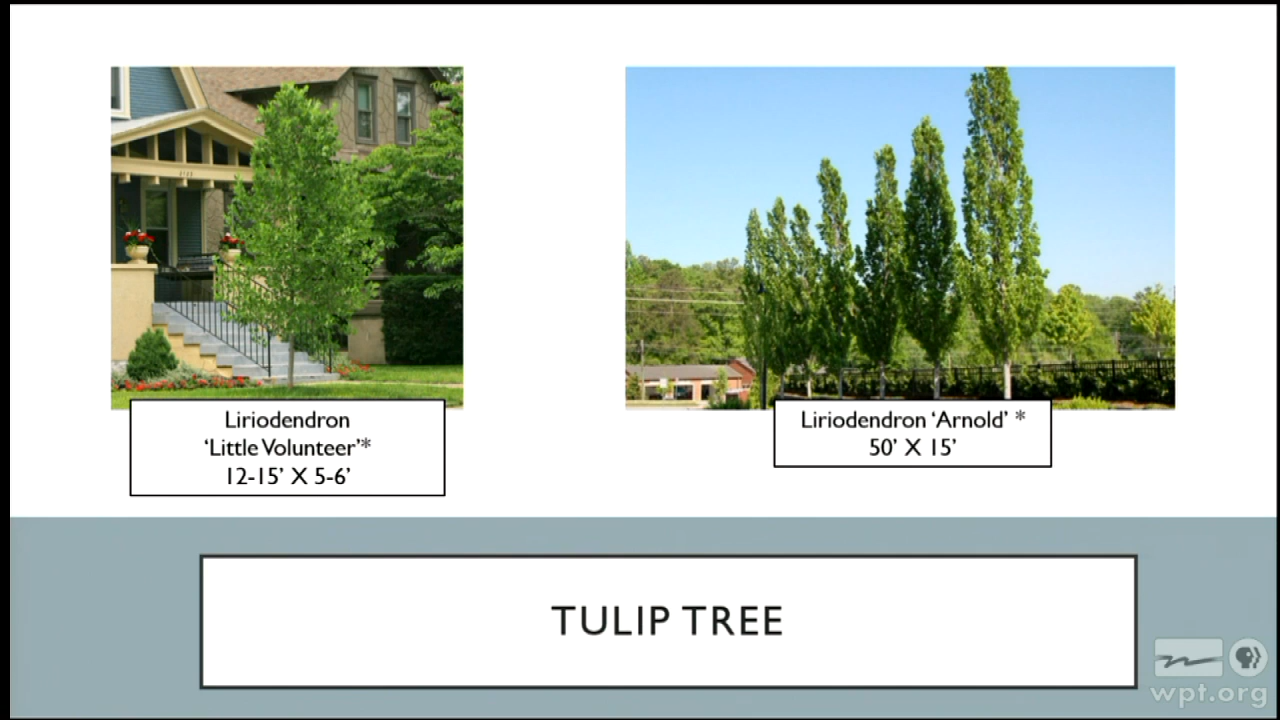 Liriodendron
‘Little Volunteer’*
12-15’ X 5-6’
Liriodendron ‘Arnold’ *
50’ X 15’
TULIP TREE
wpt.org